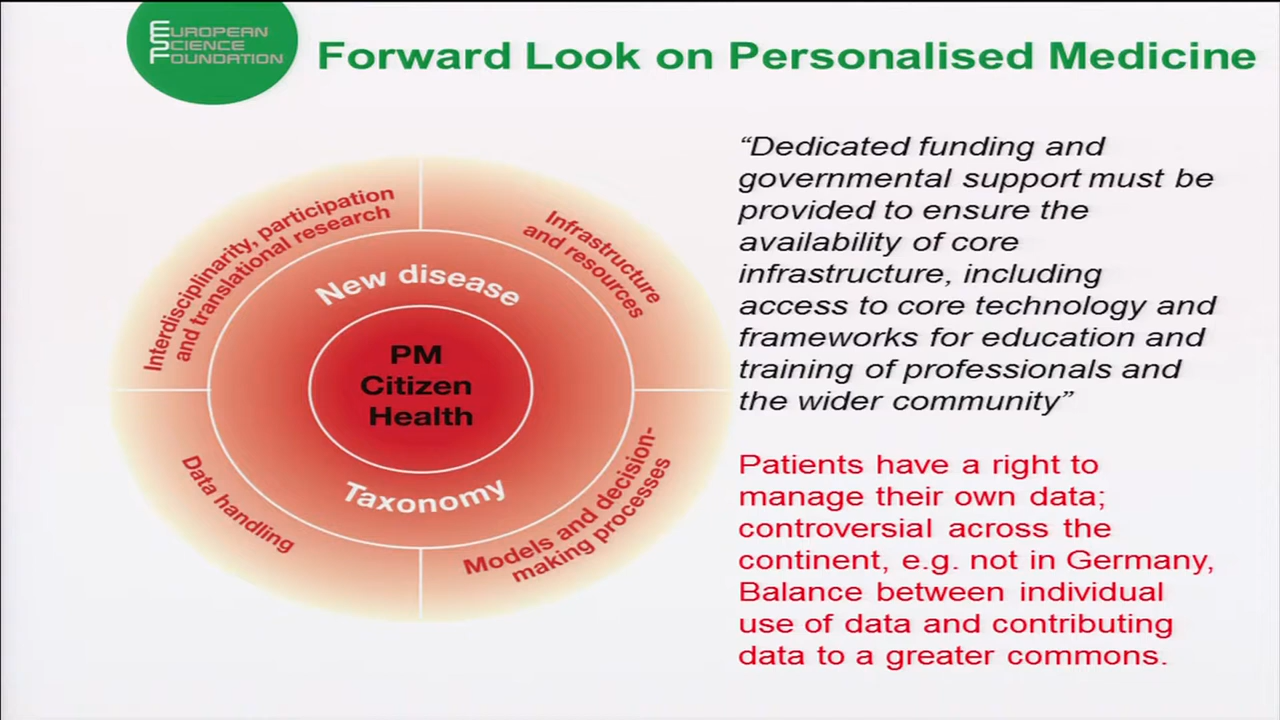 EUROPEAN
SCIENCE
FOUNDATION
Forward Look on Personalised Medicine
Interdisciplinarity, participation
and translational research
Infrastructure
and resources
New disease
PM
Citizen
Health
Taxonomy
Data handling
Models and decision-
making processes
“Dedicated funding and
governmental support must be
provided to ensure the
availability of core
infrastructure, including
access to core technology and
frameworks for education and
training of professionals and
the wider community”
Patients have a right to
manage their own data;
controversial across the
continent, e.g. not in Germany,
Balance between individual
use of data and contributing
data to a greater commons.